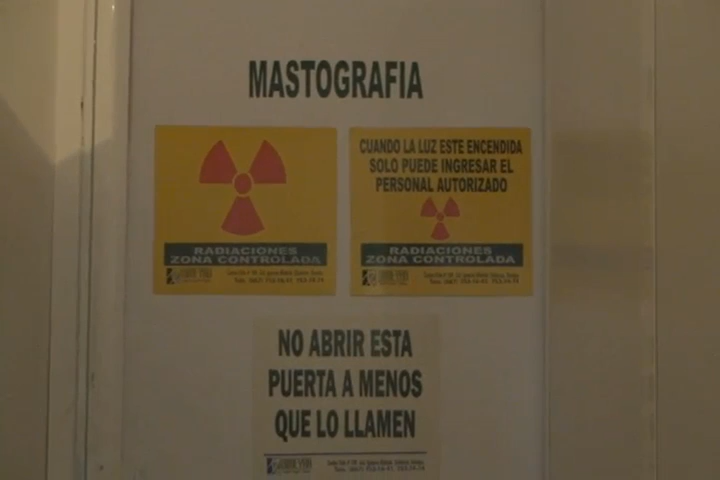 MASTOGRAFIA
RADIACIONES
ZONA CONTROLADA
CUANDO LA LUZ ESTE ENCENDIDA
SOLO PUEDE INGRESAR EL
PERSONAL AUTORIZADO
RADIACIONES
ZONA CONTROLADA
NO ABRIR ESTA
PUERTA A MENOS
QUE LO LLAMEN